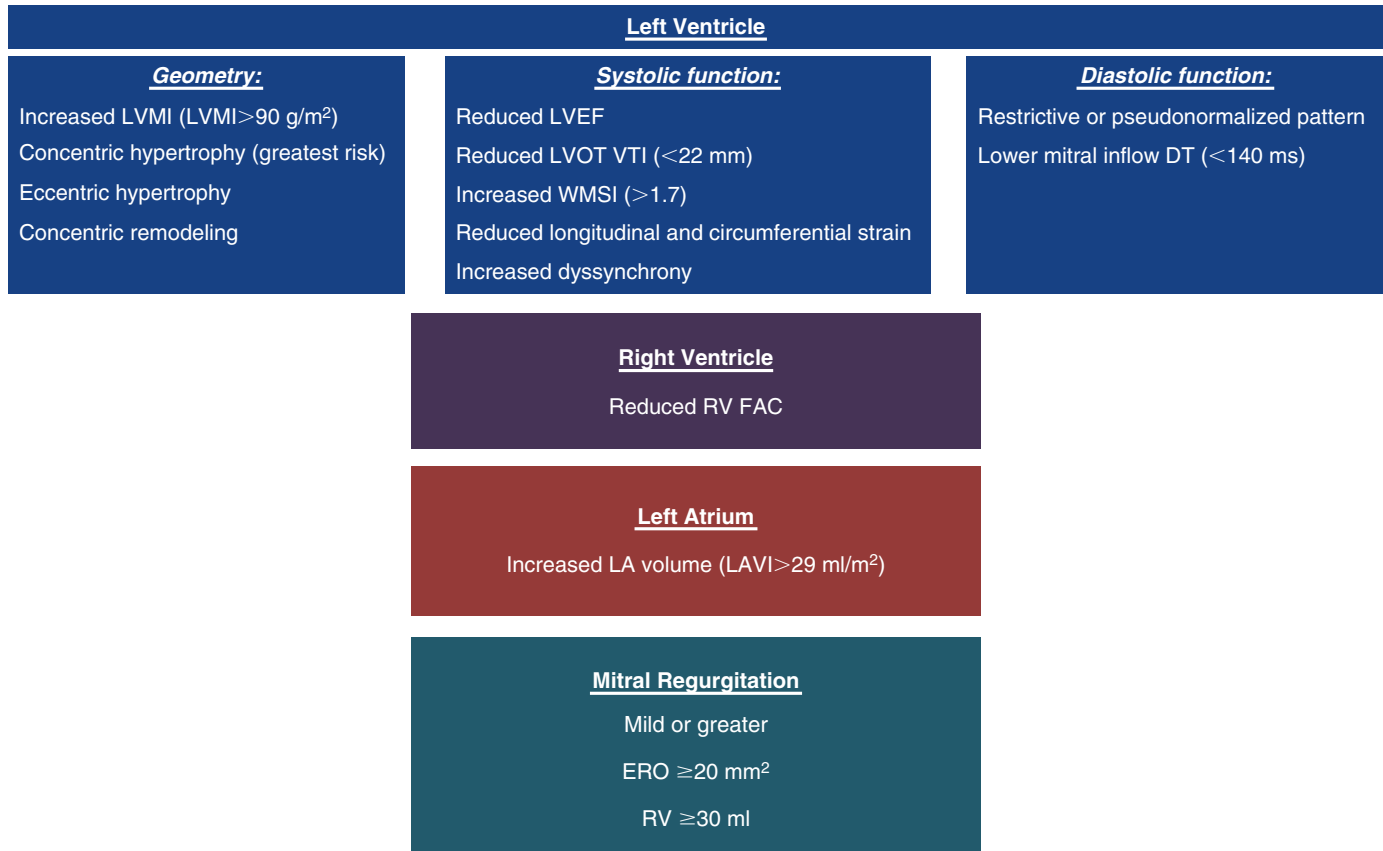 Left Ventricle
Geometry:
Increased LVMI (LVMI>90 g/m²)
Concentric hypertrophy (greatest risk)
Eccentric hypertrophy
Concentric remodeling
Systolic function:
Reduced LVEF
Reduced LVOT VTI (<22 mm)
Increased WMSI (>1.7)
Reduced longitudinal and circumferential strain
Increased dyssynchrony
Diastolic function:
Restrictive or pseudonormalized pattern
Lower mitral inflow DT (<140 ms)
Right Ventricle
Reduced RV FAC
Left Atrium
Increased LA volume (LAVI>29 ml/m²)
Mitral Regurgitation
Mild or greater
ERO ≥20 mm²
RV ≥30 ml